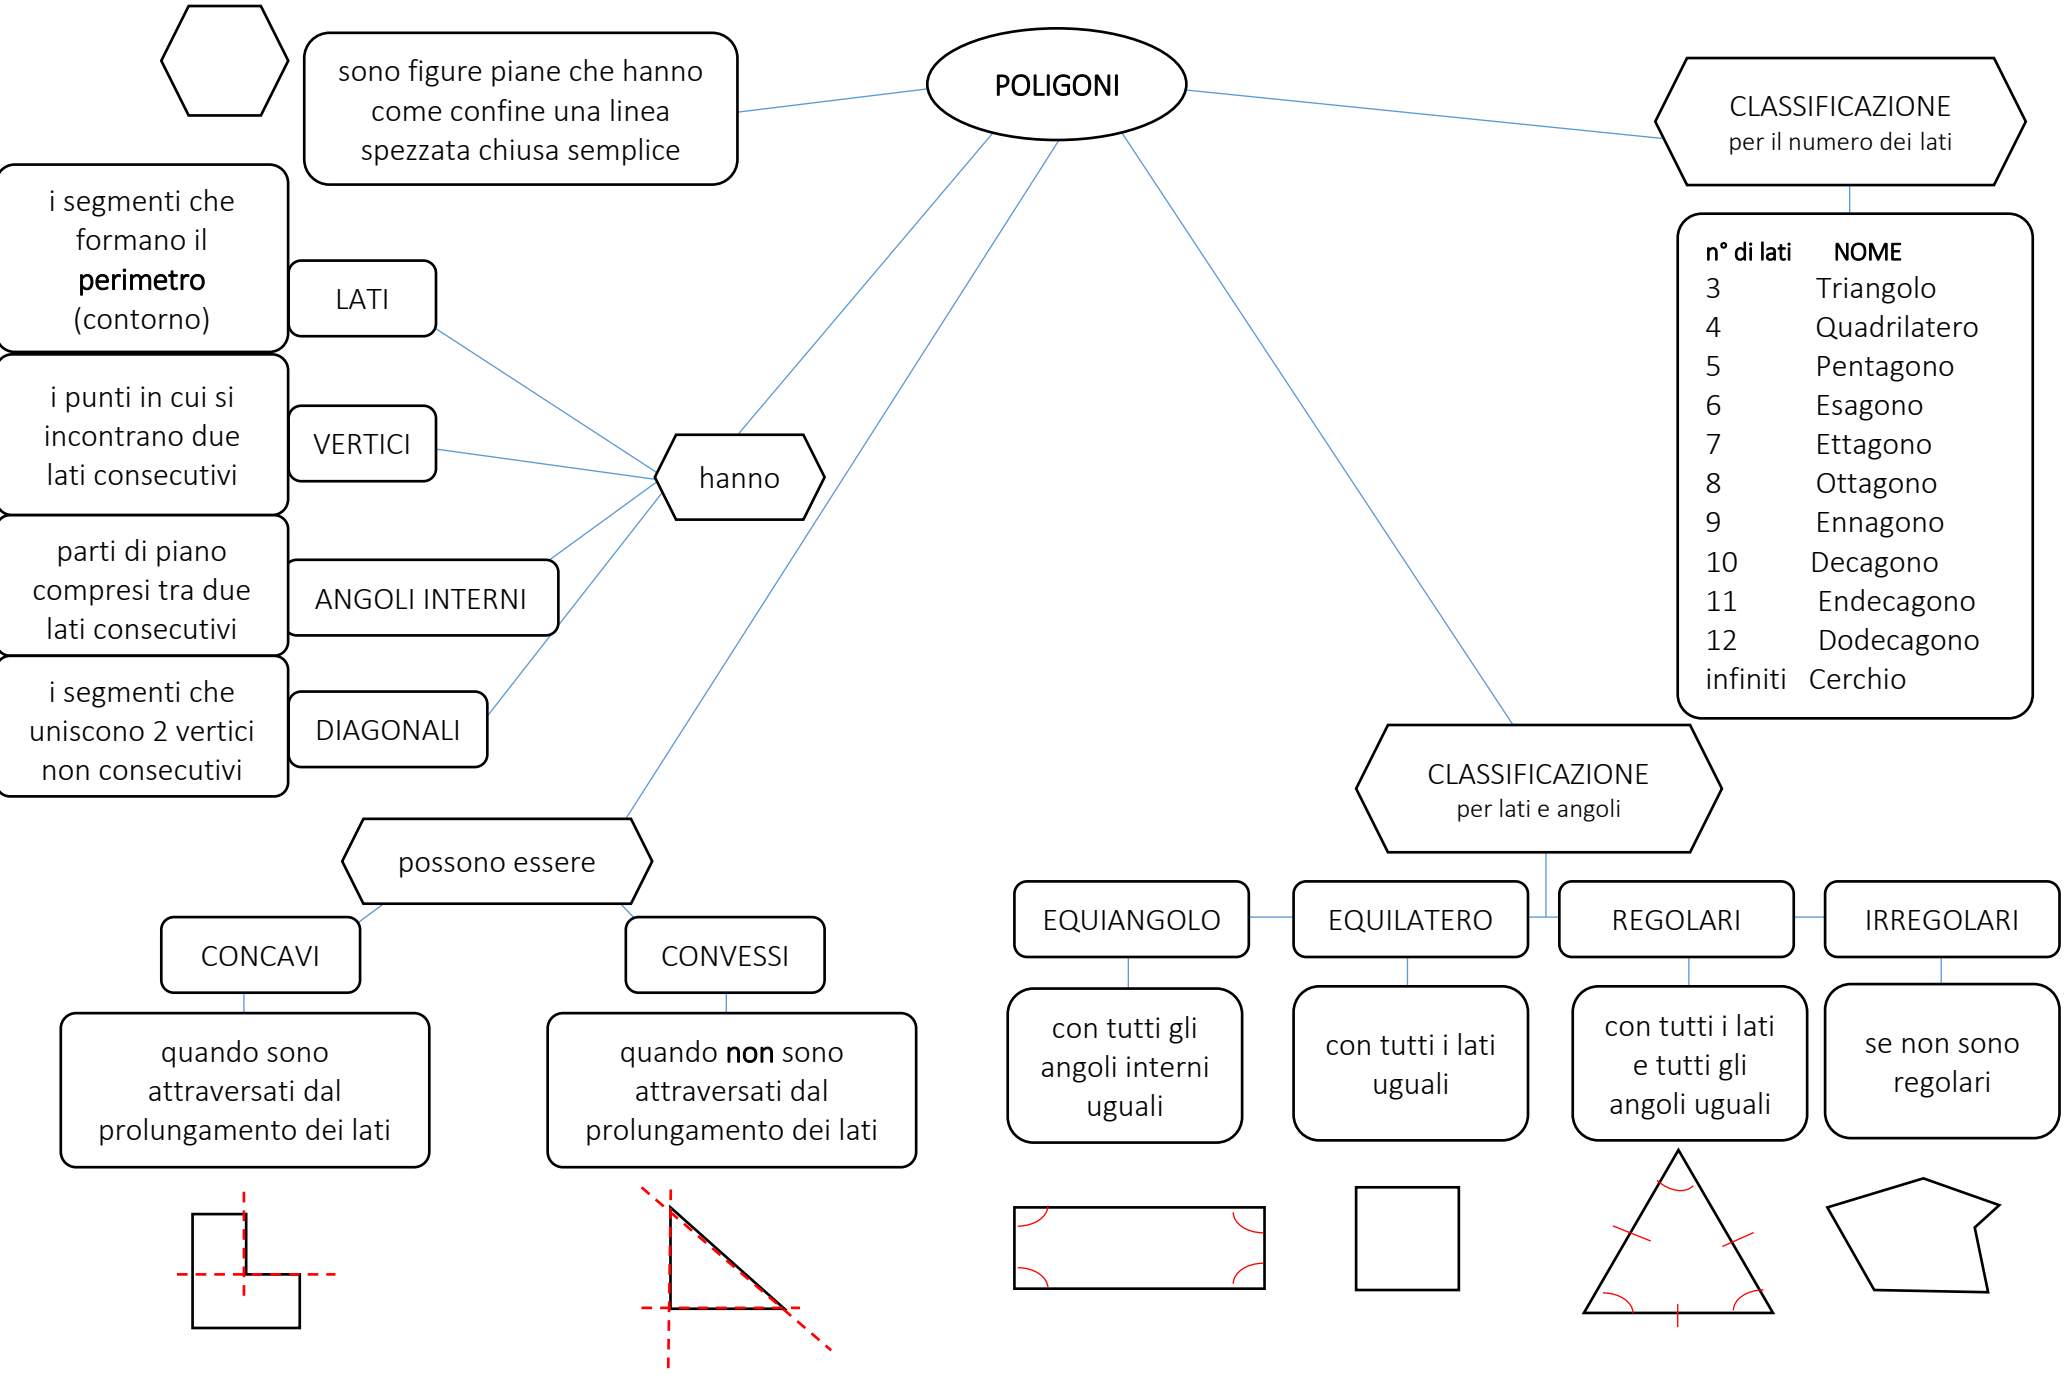 POLIGONI
sono figure piane che hanno
come confine una linea
spezzata chiusa semplice
CLASSIFICAZIONE
per il numero dei lati
n° di lati NOME
3 Triangolo
4 Quadrilatero
5 Pentagono
6 Esagono
7 Ettagono
8 Ottagono
9 Ennagono
10 Decagono
11 Endecagono
12 Dodecagono
infiniti Cerchio
hanno
LATI
i segmenti che
formano il
perimetro
(contorno)
VERTICI
i punti in cui si
incontrano due
lati consecutivi
ANGOLI INTERNI
parti di piano
compresi tra due
lati consecutivi
DIAGONALI
i segmenti che
uniscono 2 vertici
non consecutivi
possono essere
CONCAVI
quando sono
attraversati dal
prolungamento dei lati
CONVESSI
quando non sono
attraversati dal
prolungamento dei lati
CLASSIFICAZIONE
per lati e angoli
EQUIANGOLO
con tutti gli
angoli interni
uguali
EQUILATERO
con tutti i lati
uguali
REGOLARI
con tutti i lati
e tutti gli
angoli uguali
IRREGOLARI
se non sono
regolari